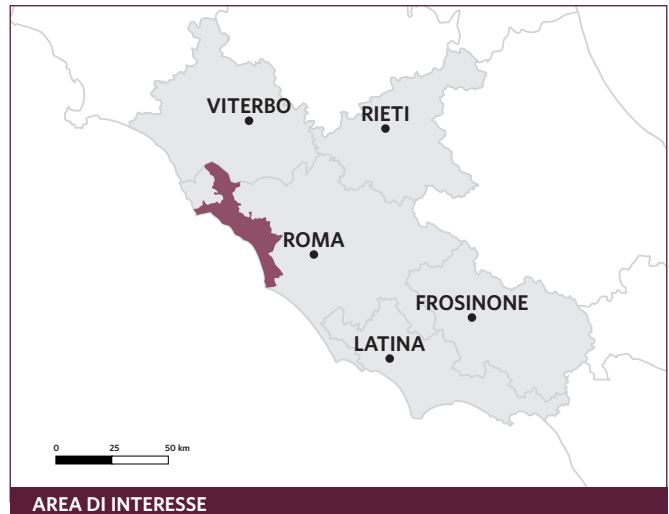 VITERBO
RIETI
ROMA
FROSINONE
LATINA
0 25 50 km
AREA DI INTERESSE